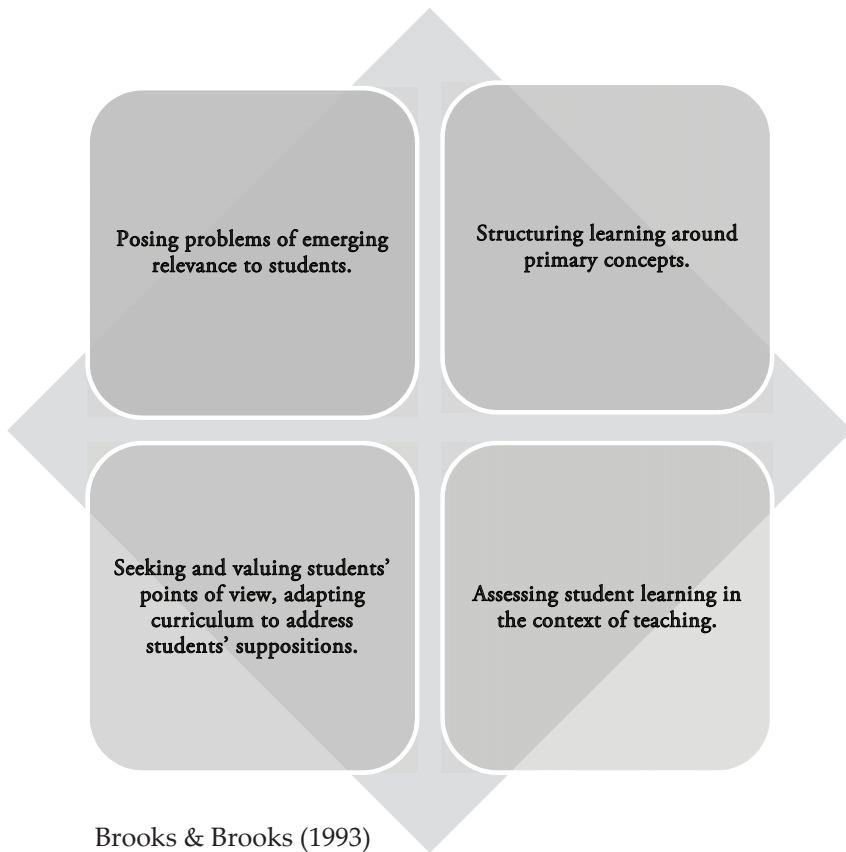 Posing problems of emerging
relevance to students.
Structuring learning around
primary concepts.
Seeking and valuing students’
points of view, adapting
curriculum to address
students’ suppositions.
Assessing student learning in
the context of teaching.
Brooks & Brooks (1993)